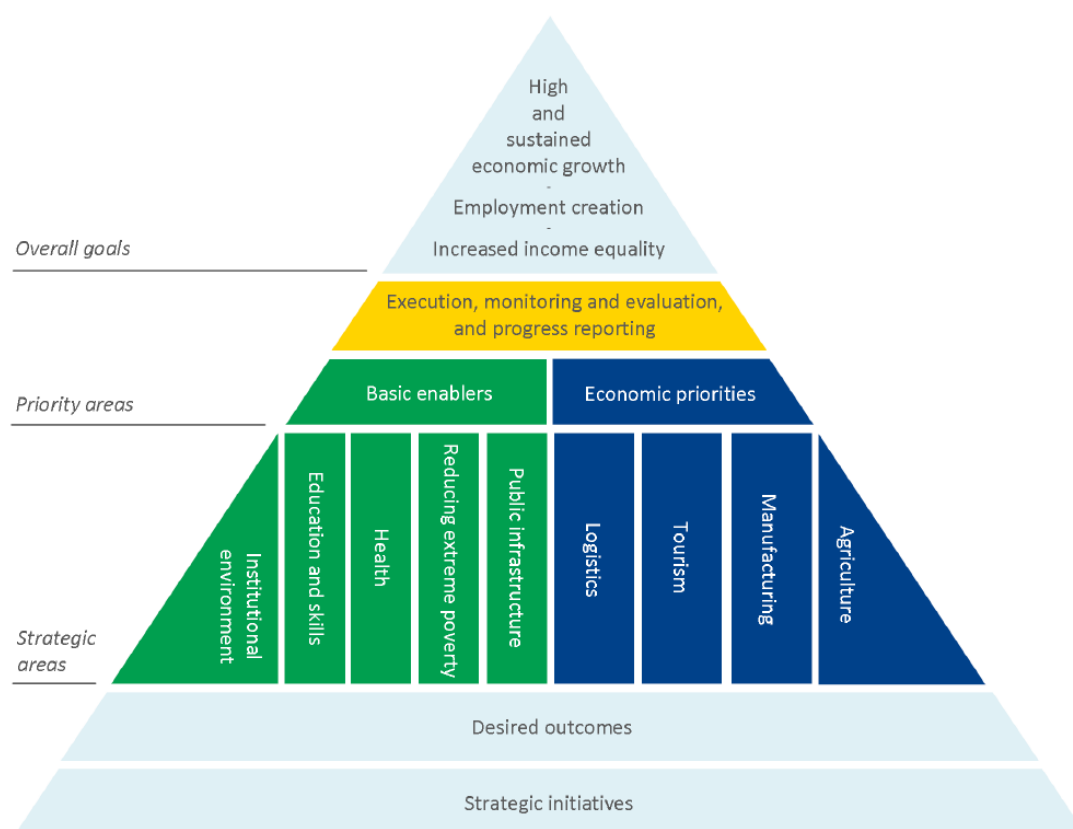 High
and
sustained
economic growth
-
Employment creation
-
Increased income equality
Overall goals
Execution, monitoring and evaluation,
and progress reporting
Priority areas
Basic enablers
Economic priorities
Strategic
areas
Institutional
environment
Education and skills
Health
Reducing extreme poverty
Public infrastructure
Logistics
Tourism
Manufacturing
Agriculture
Desired outcomes
Strategic initiatives